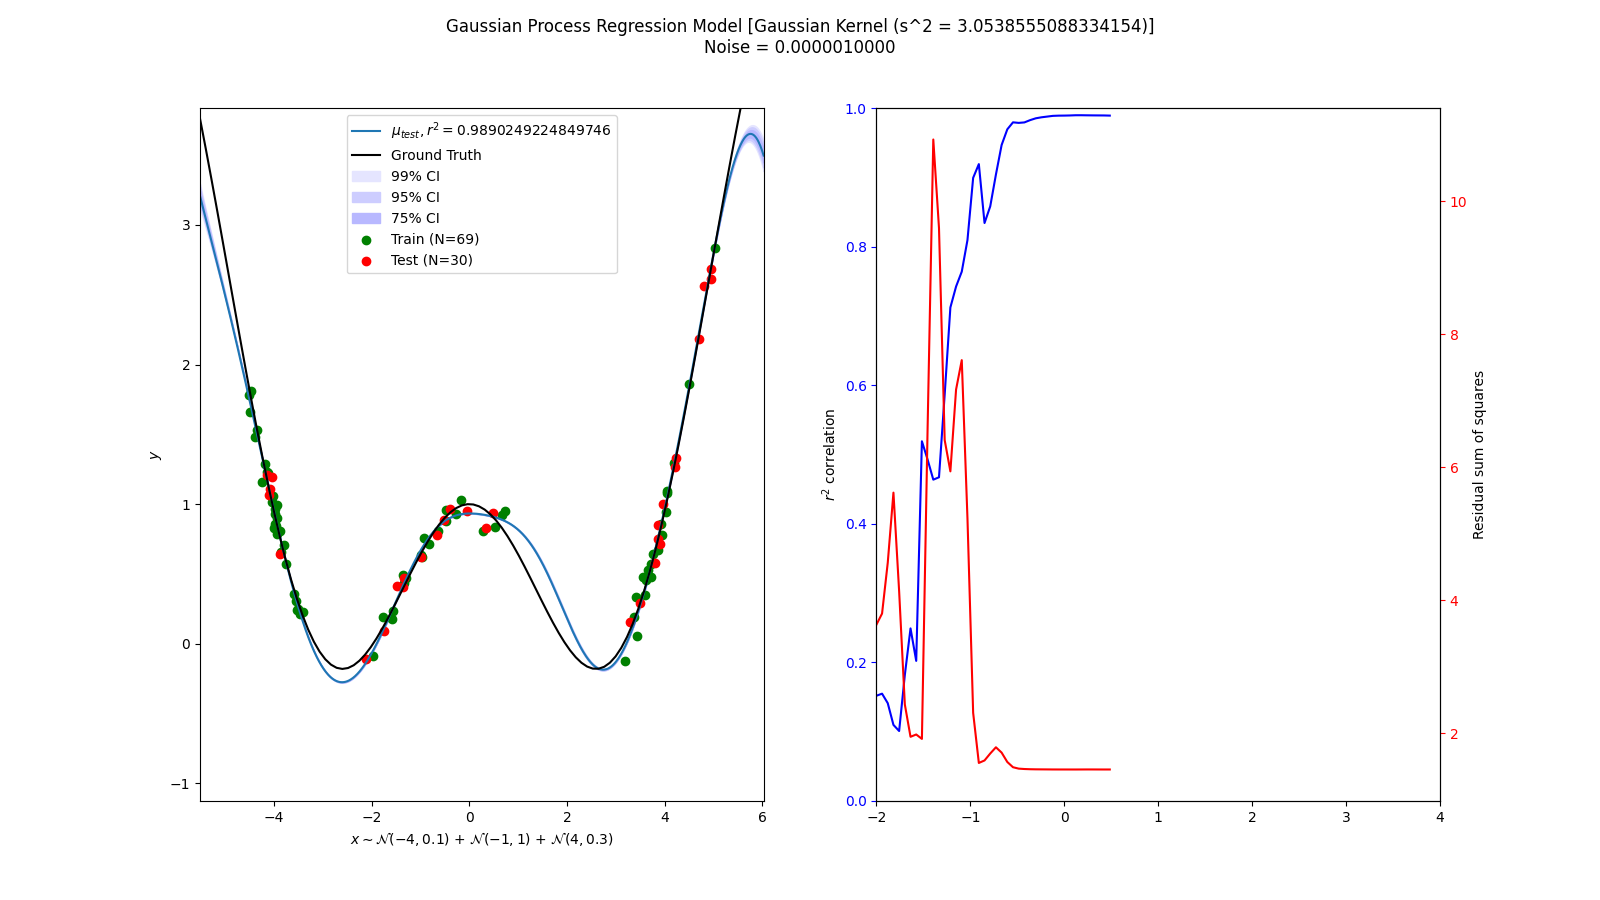 Gaussian Process Regression Model [Gaussian Kernel (s^2 = 3.0538555088334154)]
Noise = 0.0000010000
μ_test, r² = 0.9890249224849746
Ground Truth
99% CI
95% CI
75% CI
Train (N=69)
Test (N=30)
y
3
2
1
0
−1
−4
−2
0
2
4
6
x ~ 𝒩(−4, 0.1) + 𝒩(−1, 1) + 𝒩(4, 0.3)
r² correlation
1.0
0.8
0.6
0.4
0.2
0.0
−2
−1
0
1
2
3
4
10
8
6
4
2
Residual sum of squares